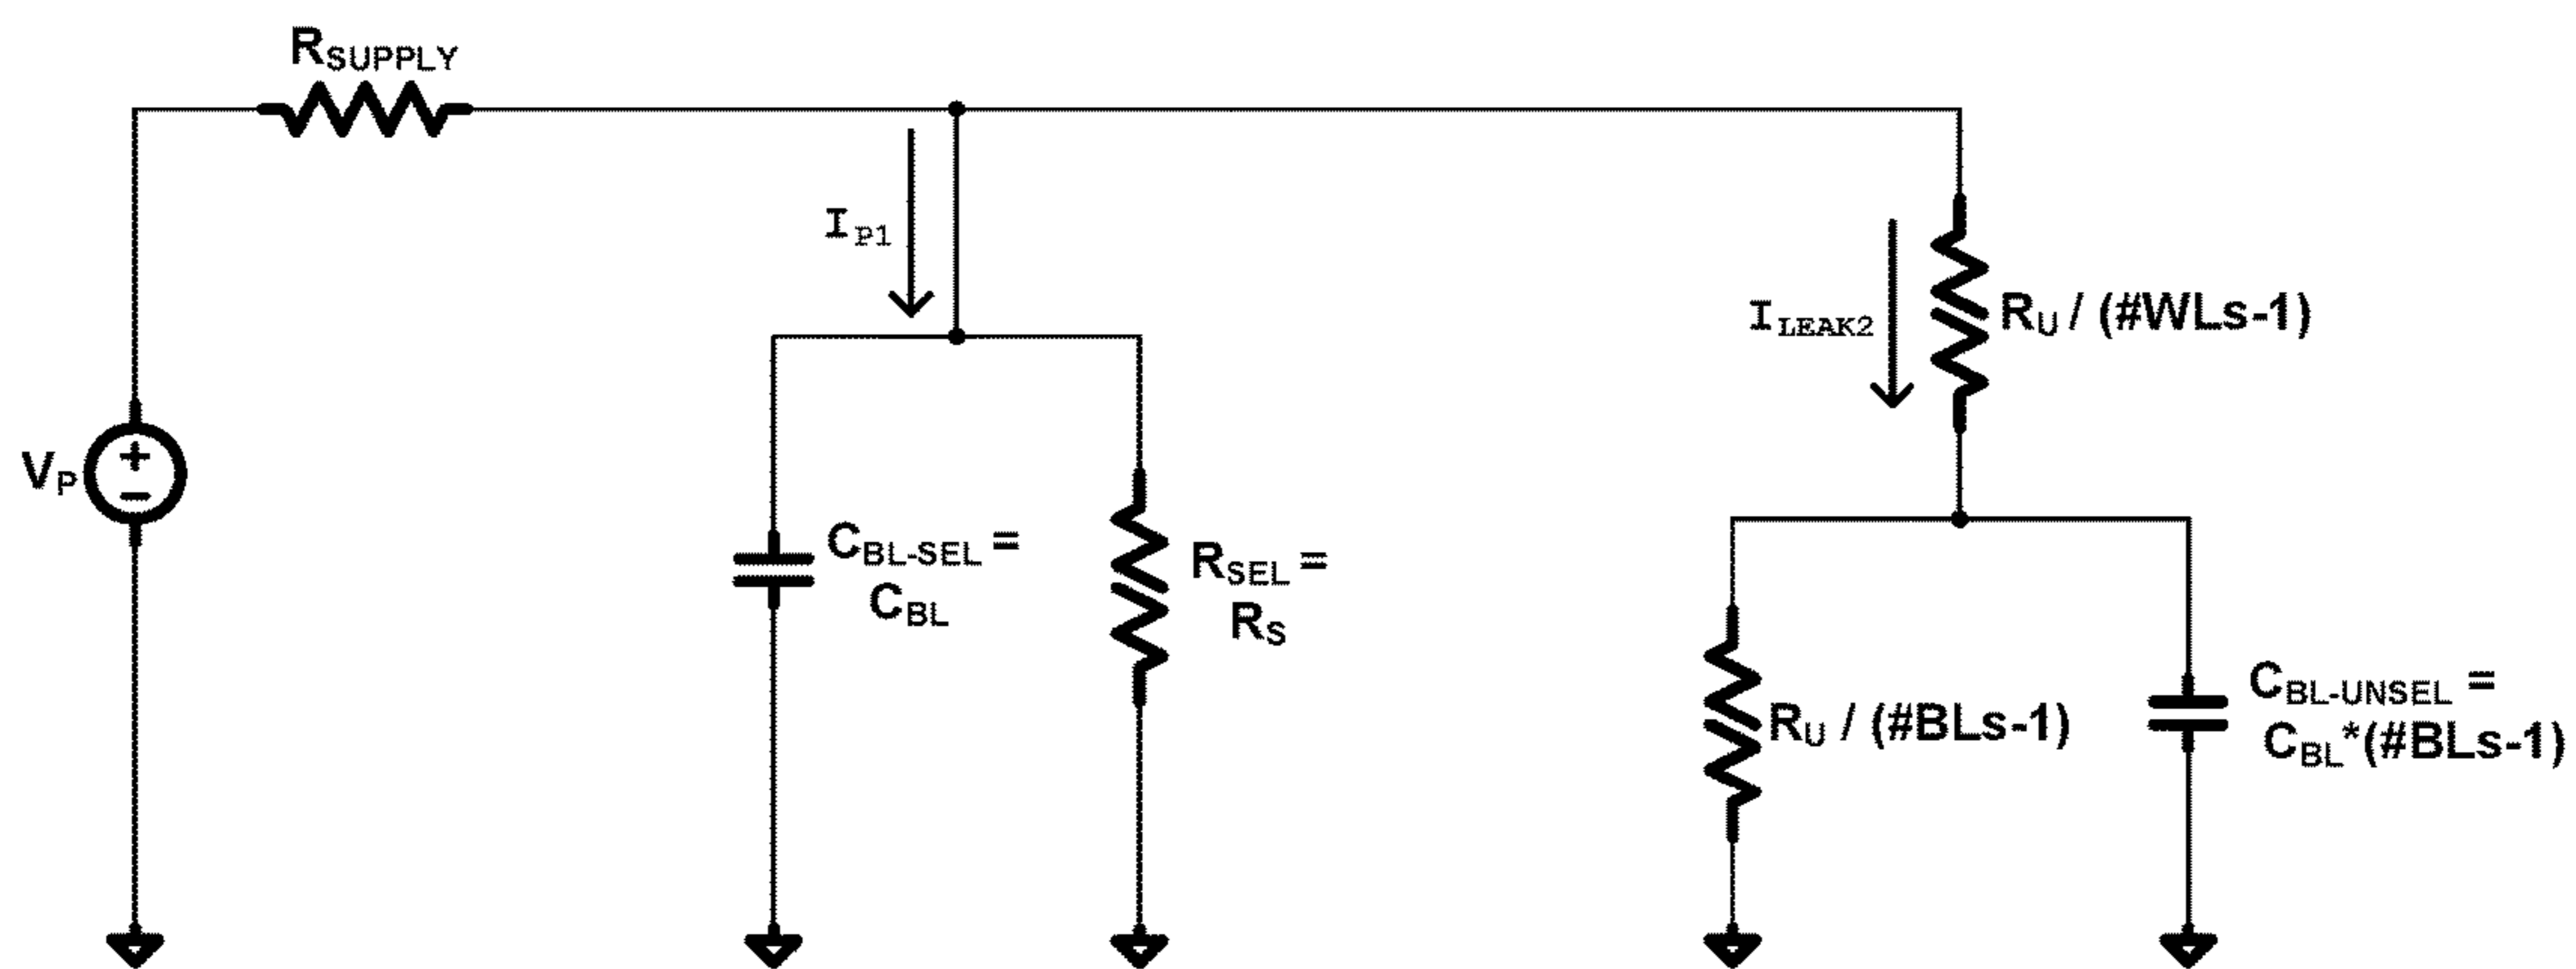 RSUPPLY
IP1
ILEAK2
RU / (#WLs-1)
VP
CBL-SEL =
CBL
RSEL =
RS
RU / (#BLs-1)
CBL-UNSEL =
CBL*(#BLs-1)